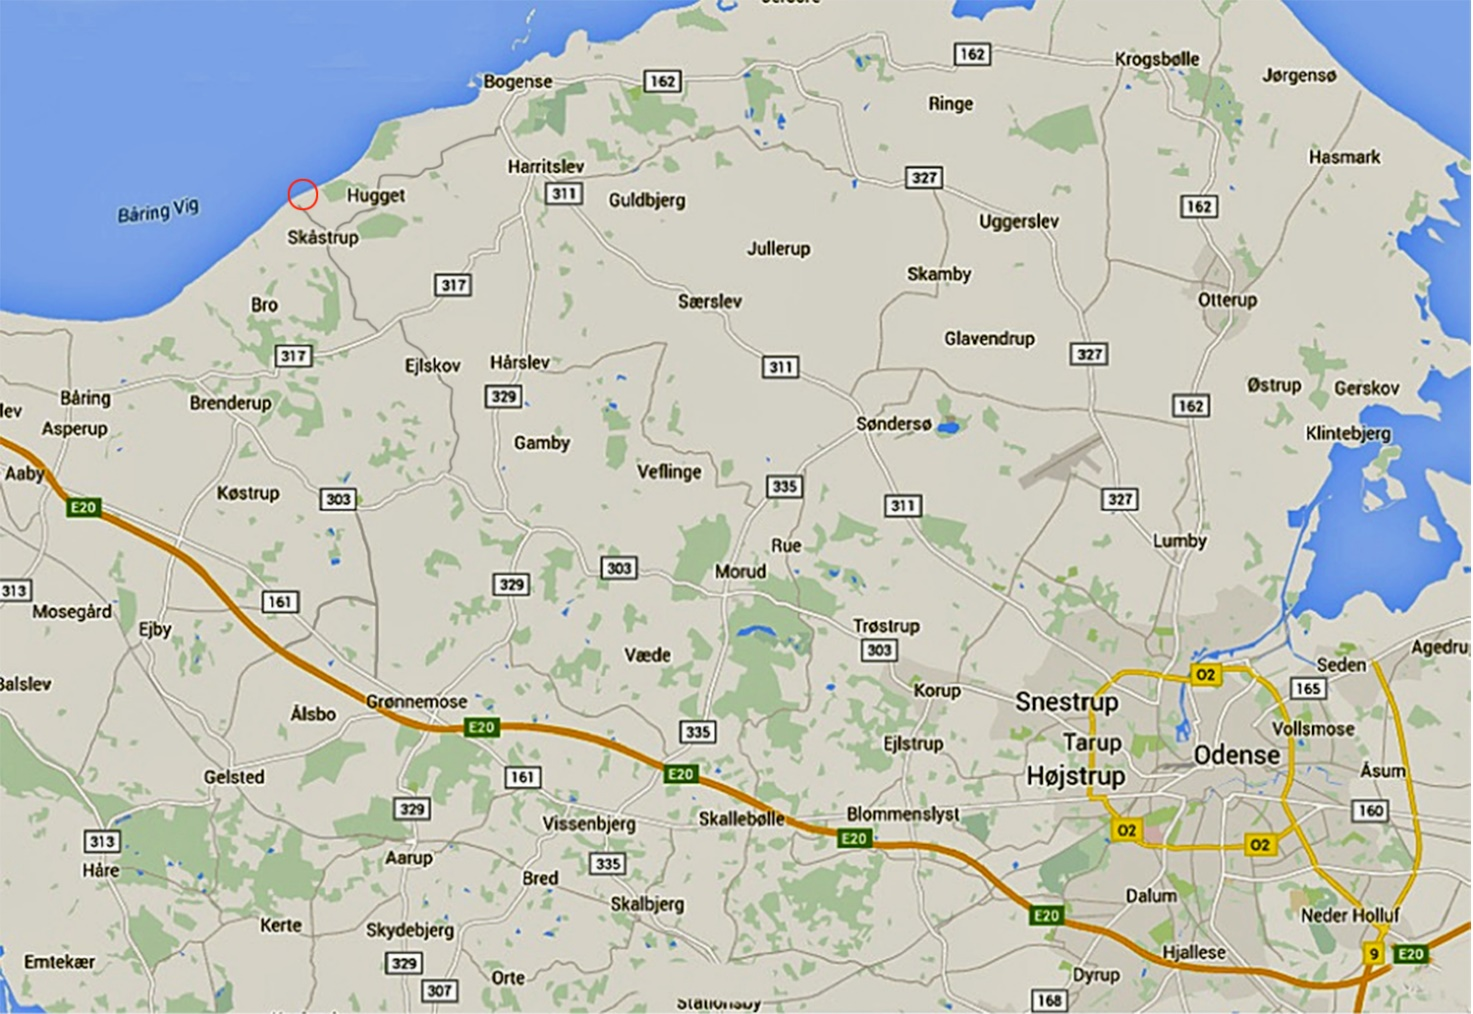 Bogense
162
162
Krogsbølle
Jørgensø
Ringe
Hasmark
Harritslev
327
311
Hugget
Guldbjerg
162
Båring Vig
Uggerslev
Skåstrup
Jullerup
Skamby
317
Særslev
Otterup
Bro
Glavendrup
317
327
Ejlskov
Hårslev
311
Østrup
Gerskov
Båring
Brenderup
329
162
lev
Asperup
Søndersø
Klintebjerg
Gamby
Aaby
Veflinge
Køstrup
303
335
327
E20
311
Lumby
Rue
303
Morud
329
313
161
Mosegård
Ejby
Trøstrup
303
Væde
Agedru
Seden
O2
165
Balslev
Korup
Grønnemose
Snestrup
Ålsbo
E20
335
Vollsmose
Ejlstrup
Tarup
Odense
Gelsted
161
E20
Højstrup
Åsum
329
Skallebølle
Blommenslyst
160
Vissenbjerg
O2
313
E20
O2
Aarup
335
Håre
Bred
Dalum
Skalbjerg
E20
Neder Holluf
Kerte
Skydebjerg
Hjallese
9
E20
Emtekær
329
Orte
Dyrup
307
168